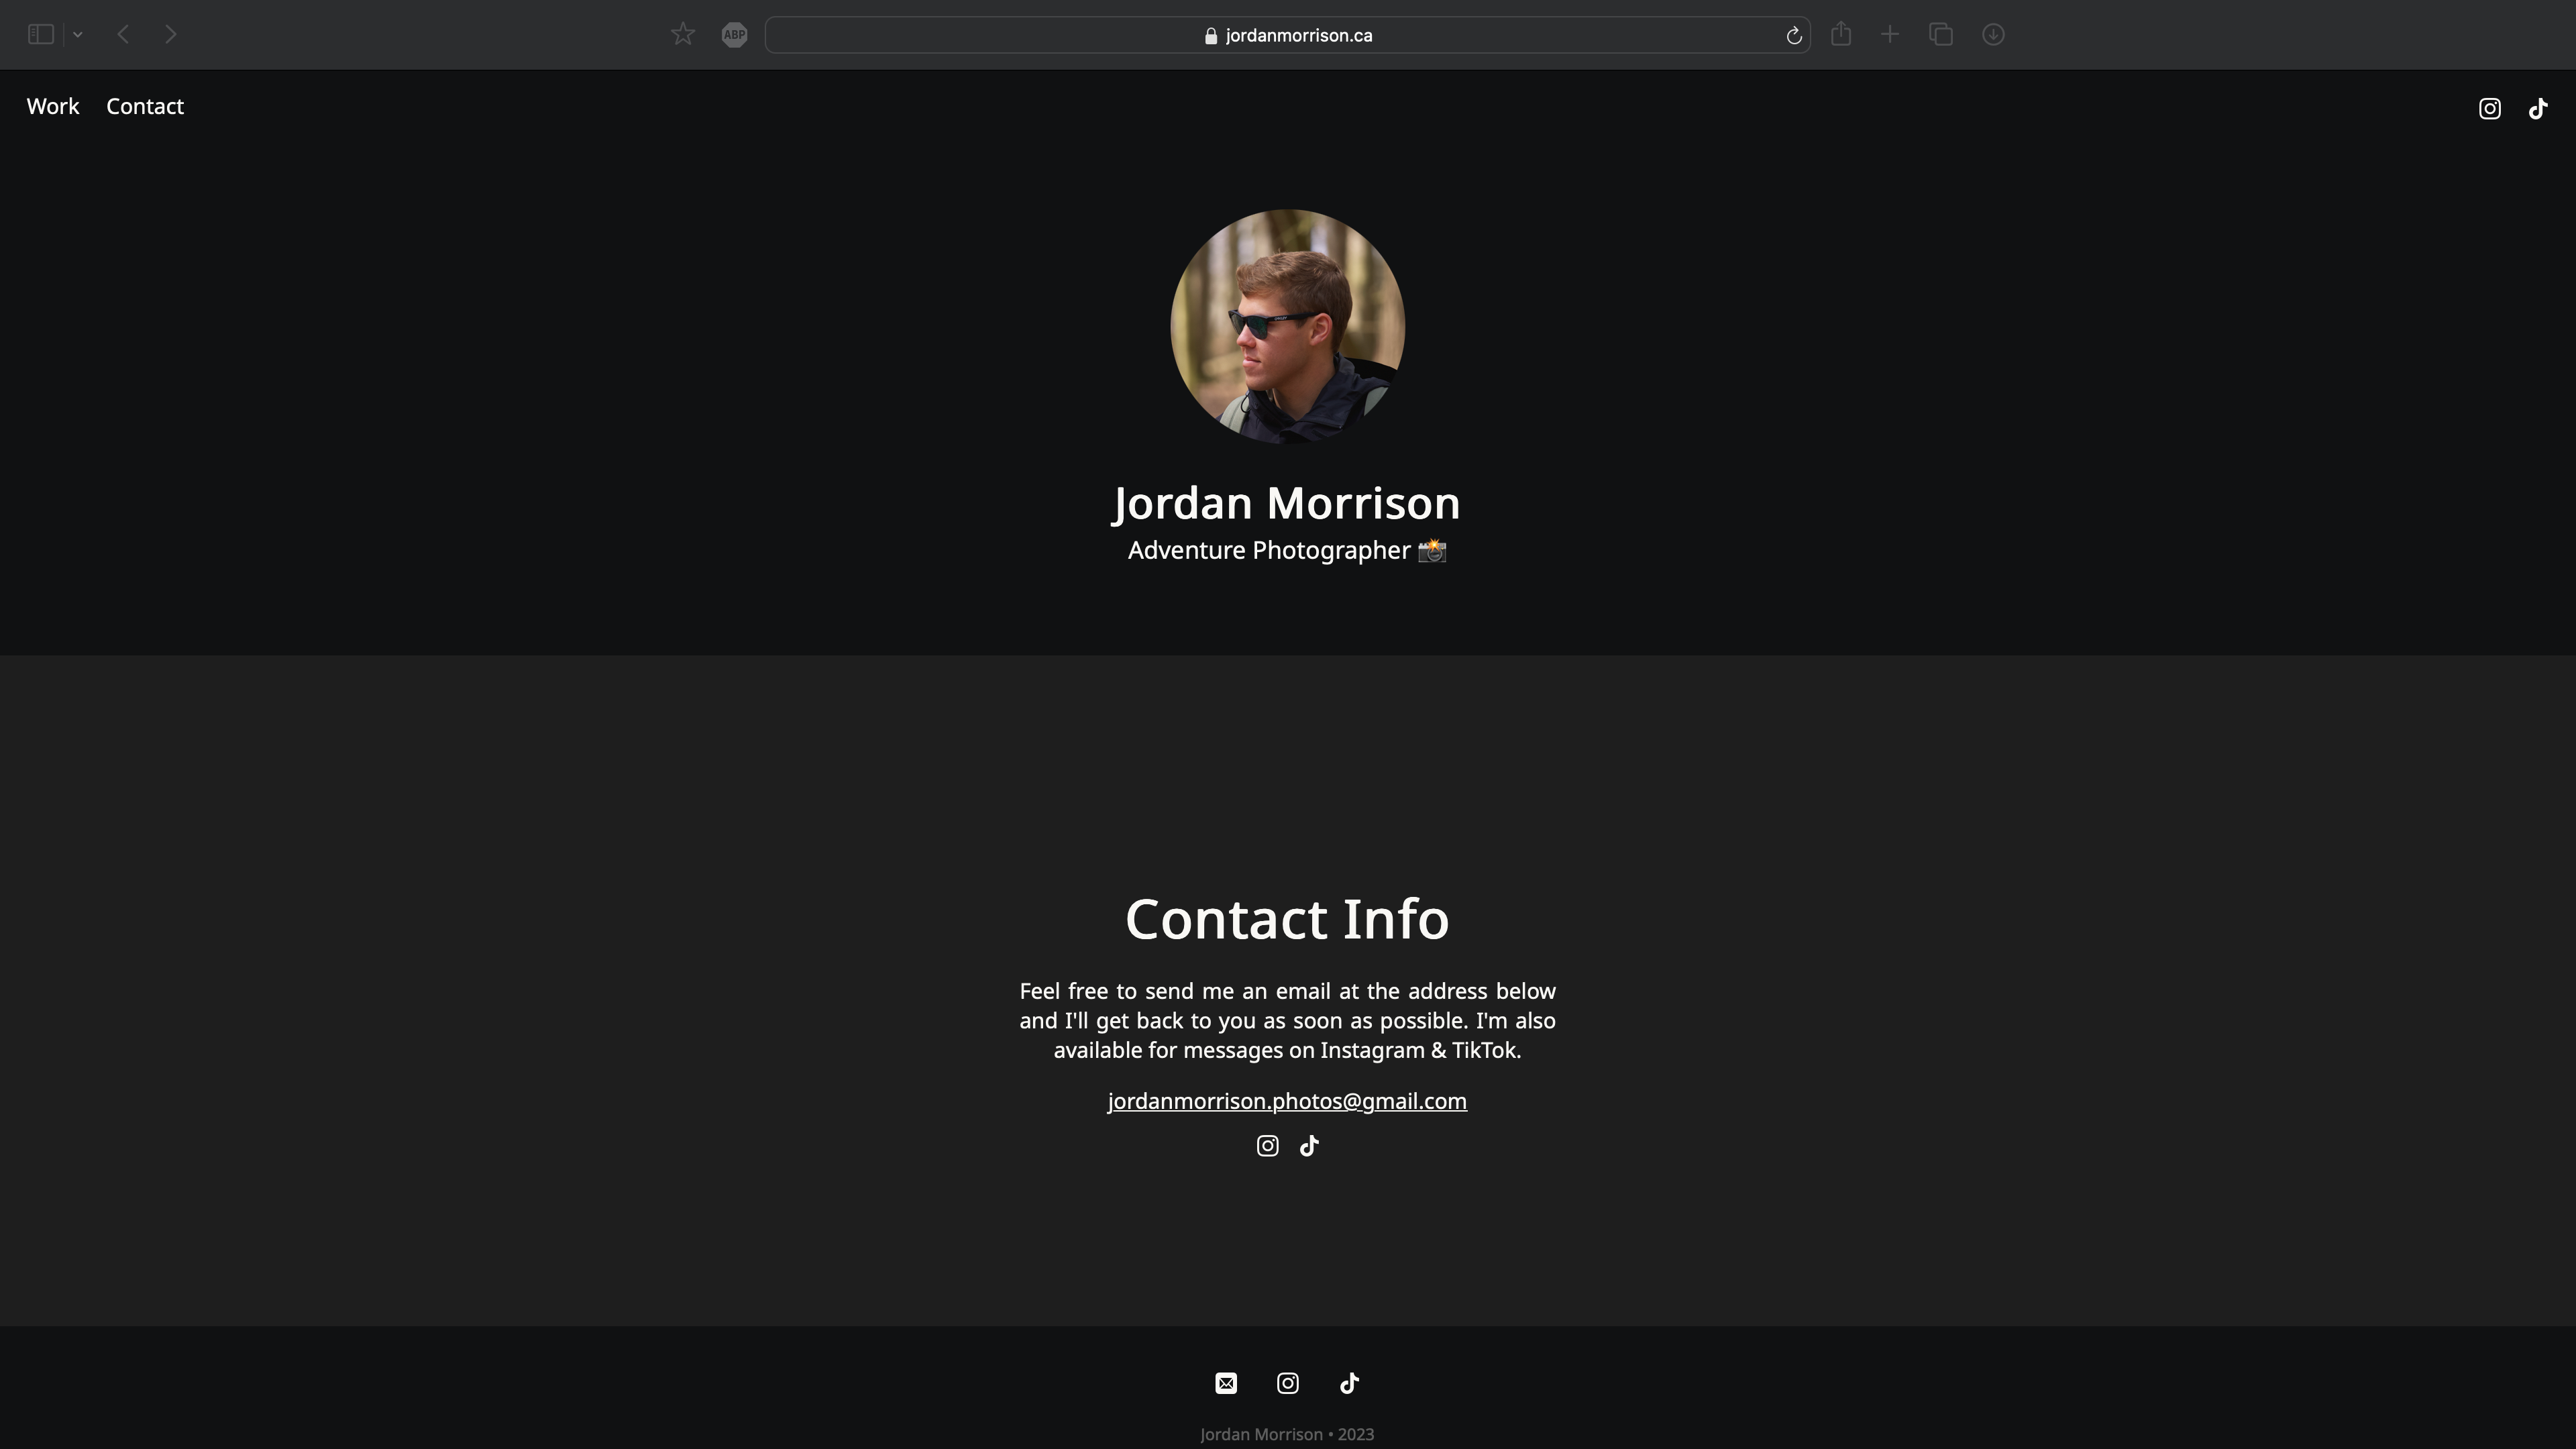 ABP
jordanmorrison.ca
Work Contact
Jordan Morrison
Adventure Photographer 📸
Contact Info
Feel free to send me an email at the address below
and I'll get back to you as soon as possible. I'm also
available for messages on Instagram & TikTok.
jordanmorrison.photos@gmail.com
Jordan Morrison • 2023